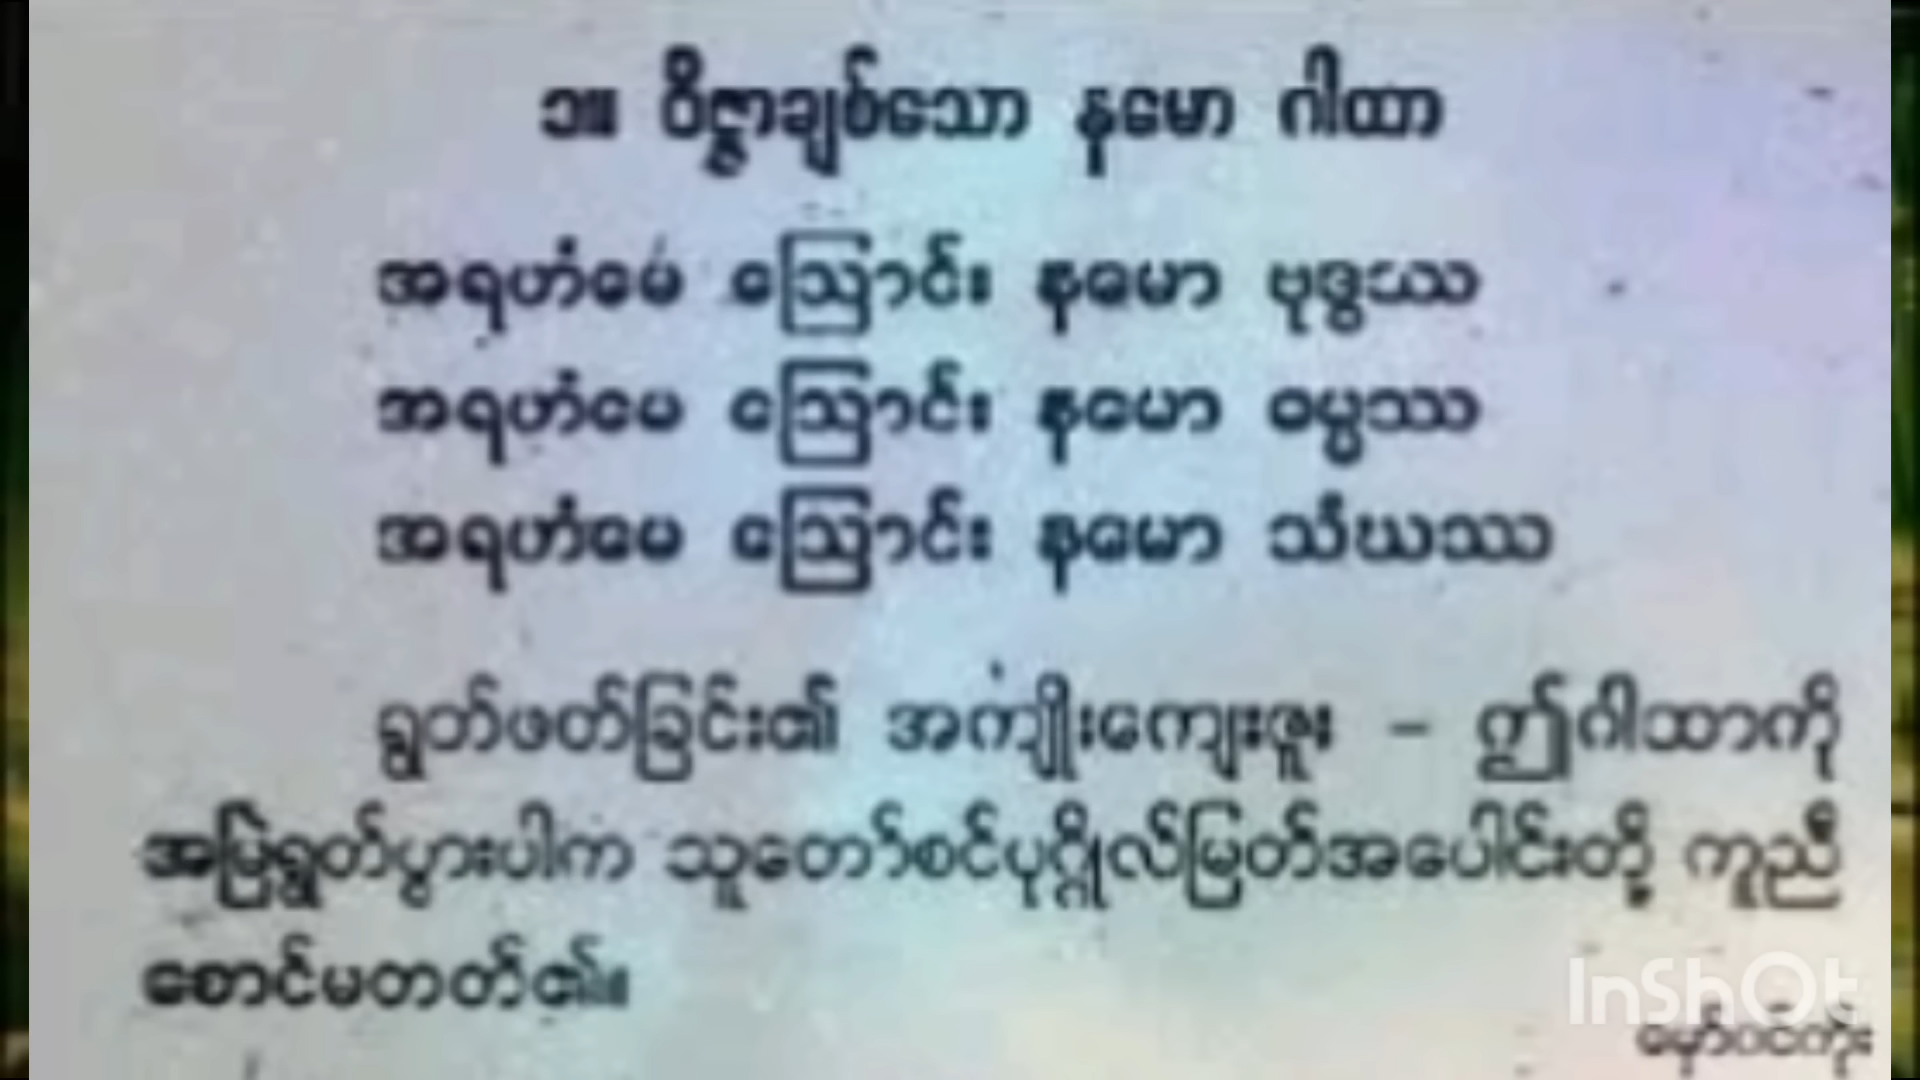 ၁။ ဝိဇ္ဇာချစ်သော နမော ဂါထာ
အရဟံမေ ဩောင်း နမော ဗုဒ္ဓဿ
အရဟံမေ ဩောင်း နမော ဓမ္မဿ
အရဟံမေ ဩောင်း နမော သံဃဿ
ရွတ်ဖတ်ခြင်း၏ အကျိုးကျေးဇူး - ဤဂါထာကို
အမြဲရွတ်ပွားပါက သူတော်စင်ပုဂ္ဂိုလ်မြတ်အပေါင်းတို့ ကူညီ
စောင်မတတ်၏။
InShOt